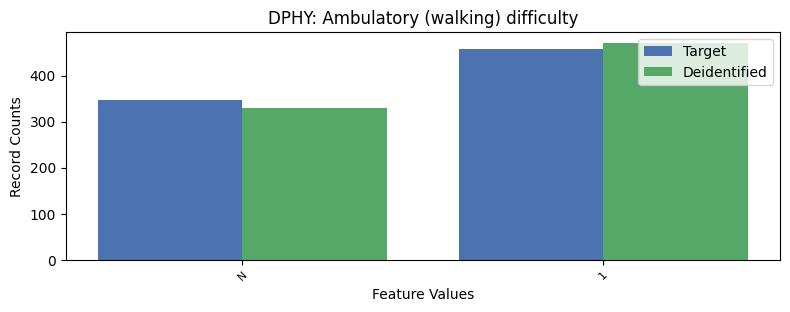 DPHY: Ambulatory (walking) difficulty
Record Counts
400
300
200
100
0
Target
Deidentified
N
1
Feature Values